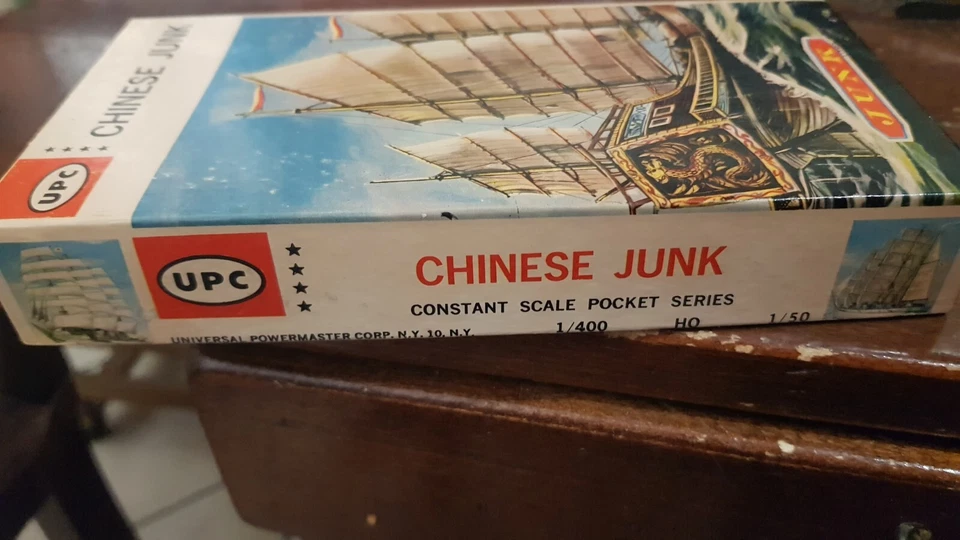 CHINESE JUNK
UPC
JUNK
UPC
CHINESE JUNK
CONSTANT SCALE POCKET SERIES
UNIVERSAL POWERMASTER CORP. N.Y. 10, N.Y.
1/400 HO 1/50